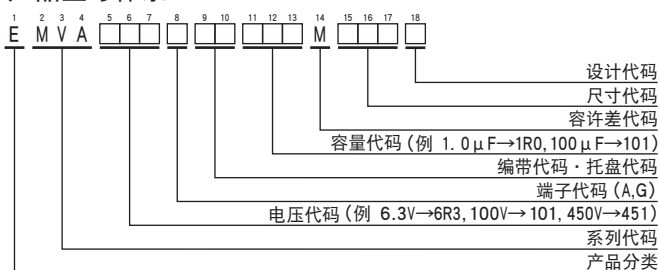 1 2 3 4 5 6 7 8 9 10 11 12 13 14 15 16 17 18
E M V A □□□ □ □□ □□□ M □□□ □
设计代码
尺寸代码
容许差代码
容量代码 (例 1.0μF→1R0, 100μF→101)
编带代码・托盘代码
端子代码 (A,G)
电压代码 (例 6.3V→6R3, 100V→101, 450V→451)
系列代码
产品分类